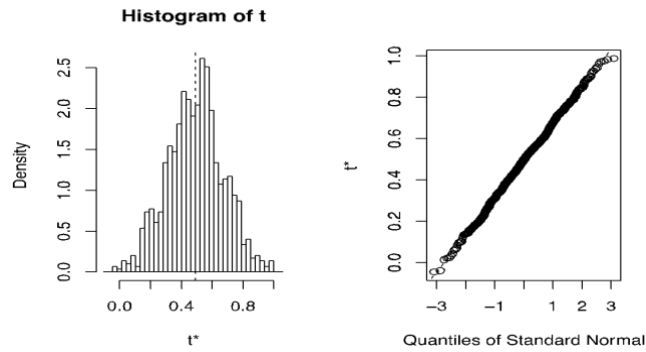 Histogram of t
Density
0.0 0.5 1.0 1.5 2.0 2.5
0.0 0.4 0.8
t*
t*
0.0 0.2 0.4 0.6 0.8 1.0
−3 −1 1 2 3
Quantiles of Standard Normal